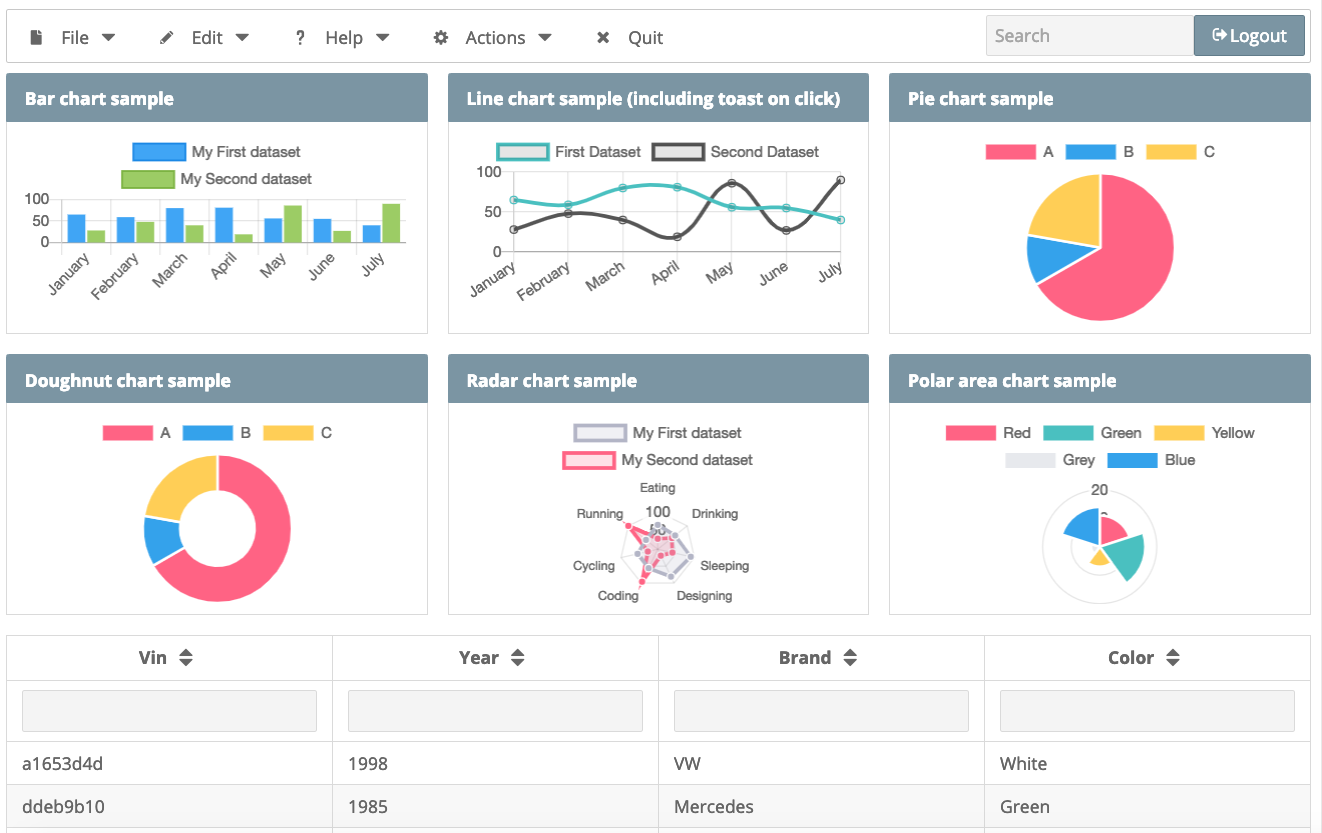 File Edit ? Help Actions Quit Search Logout
Bar chart sample
My First dataset
My Second dataset
100
50
0
January February March April May June July
Line chart sample (including toast on click)
First Dataset Second Dataset
100
50
0
January February March April May June July
Pie chart sample
A B C
Doughnut chart sample
A B C
Radar chart sample
My First dataset
My Second dataset
Eating
Running 100 Drinking
50
Cycling Sleeping
Coding Designing
Polar area chart sample
Red Green Yellow
Grey Blue
20
Vin Year Brand Color
a1653d4d 1998 VW White
ddeb9b10 1985 Mercedes Green